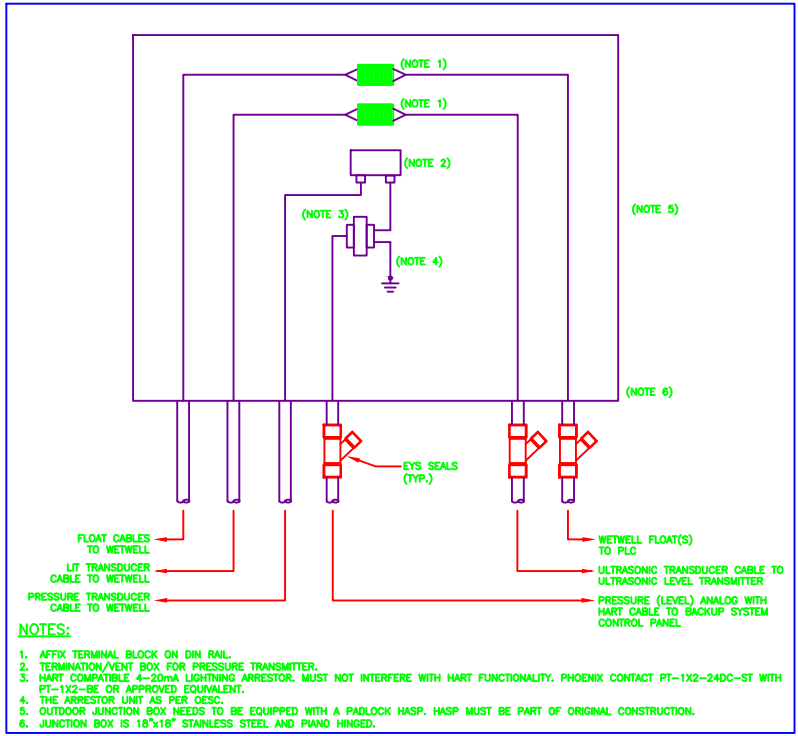 (NOTE 1)
(NOTE 1)
(NOTE 2)
(NOTE 3)
(NOTE 5)
(NOTE 4)
(NOTE 6)
EYS SEALS
(TYP.)
FLOAT CABLES
TO WETWELL
LIT TRANSDUCER
CABLE TO WETWELL
PRESSURE TRANSDUCER
CABLE TO WETWELL
WETWELL FLOAT(S)
TO PLC
ULTRASONIC TRANSDUCER CABLE TO
ULTRASONIC LEVEL TRANSMITTER
PRESSURE (LEVEL) ANALOG WITH
HART CABLE TO BACKUP SYSTEM
CONTROL PANEL
NOTES:
1. AFFIX TERMINAL BLOCK ON DIN RAIL.
2. TERMINATION/VENT BOX FOR PRESSURE TRANSMITTER.
3. HART COMPATIBLE 4-20mA LIGHTNING ARRESTOR. MUST NOT INTERFERE WITH HART FUNCTIONALITY. PHOENIX CONTACT PT-1X2-24DC-ST WITH
PT-1X2-BE OR APPROVED EQUIVALENT.
4. THE ARRESTOR UNIT AS PER OESC.
5. OUTDOOR JUNCTION BOX NEEDS TO BE EQUIPPED WITH A PADLOCK HASP. HASP MUST BE PART OF ORIGINAL CONSTRUCTION.
6. JUNCTION BOX IS 18"x18" STAINLESS STEEL AND PIANO HINGED.